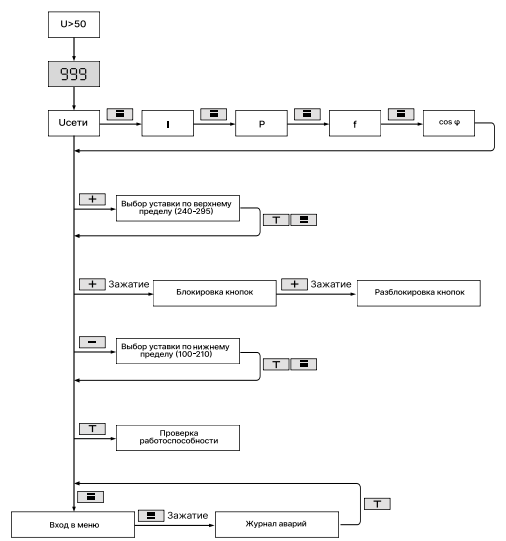 U>50
999
Uсети
I
P
f
cos φ
+
Выбор уставки по верхнему
пределу (240-295)
T
+ Зажатие
Блокировка кнопок
+ Зажатие
Разблокировка кнопок
−
Выбор уставки по нижнему
пределу (100-210)
T
T
Проверка
работоспособности
T
Вход в меню
Зажатие
Журнал аварий